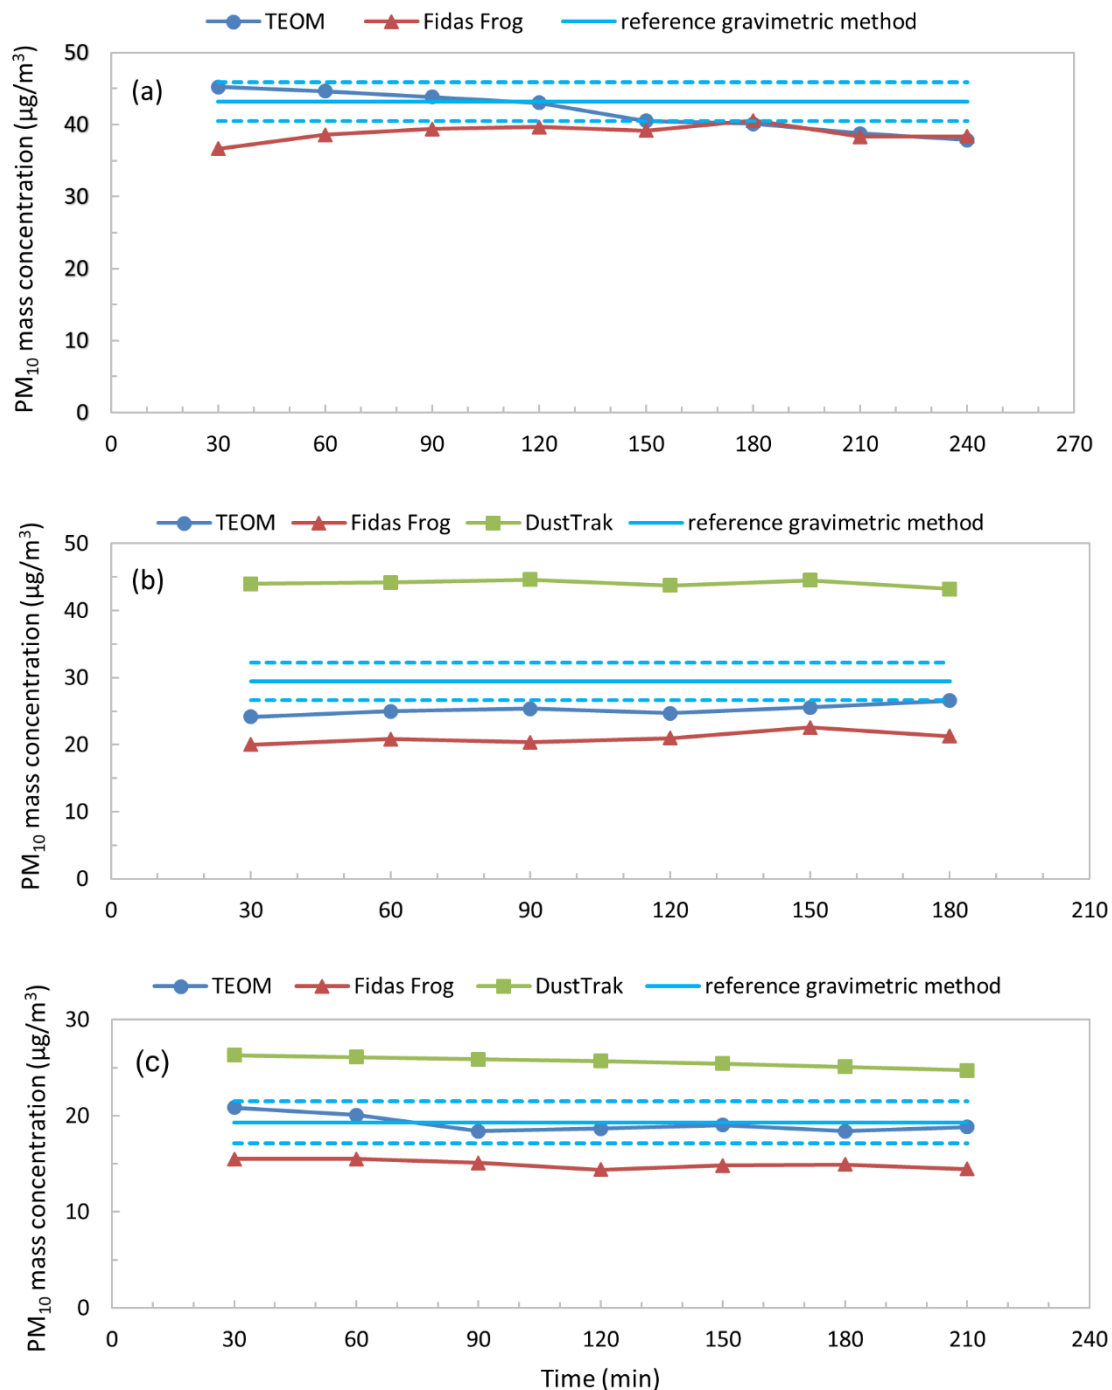 TEOM Fidas Frog reference gravimetric method
PM10 mass concentration (µg/m³)
(a)
50
40
30
20
10
0
0 30 60 90 120 150 180 210 240 270
TEOM Fidas Frog DustTrak reference gravimetric method
PM10 mass concentration (µg/m³)
(b)
50
40
30
20
10
0
0 30 60 90 120 150 180 210
TEOM Fidas Frog DustTrak reference gravimetric method
PM10 mass concentration (µg/m³)
(c)
30
20
10
0
0 30 60 90 120 150 180 210 240
Time (min)